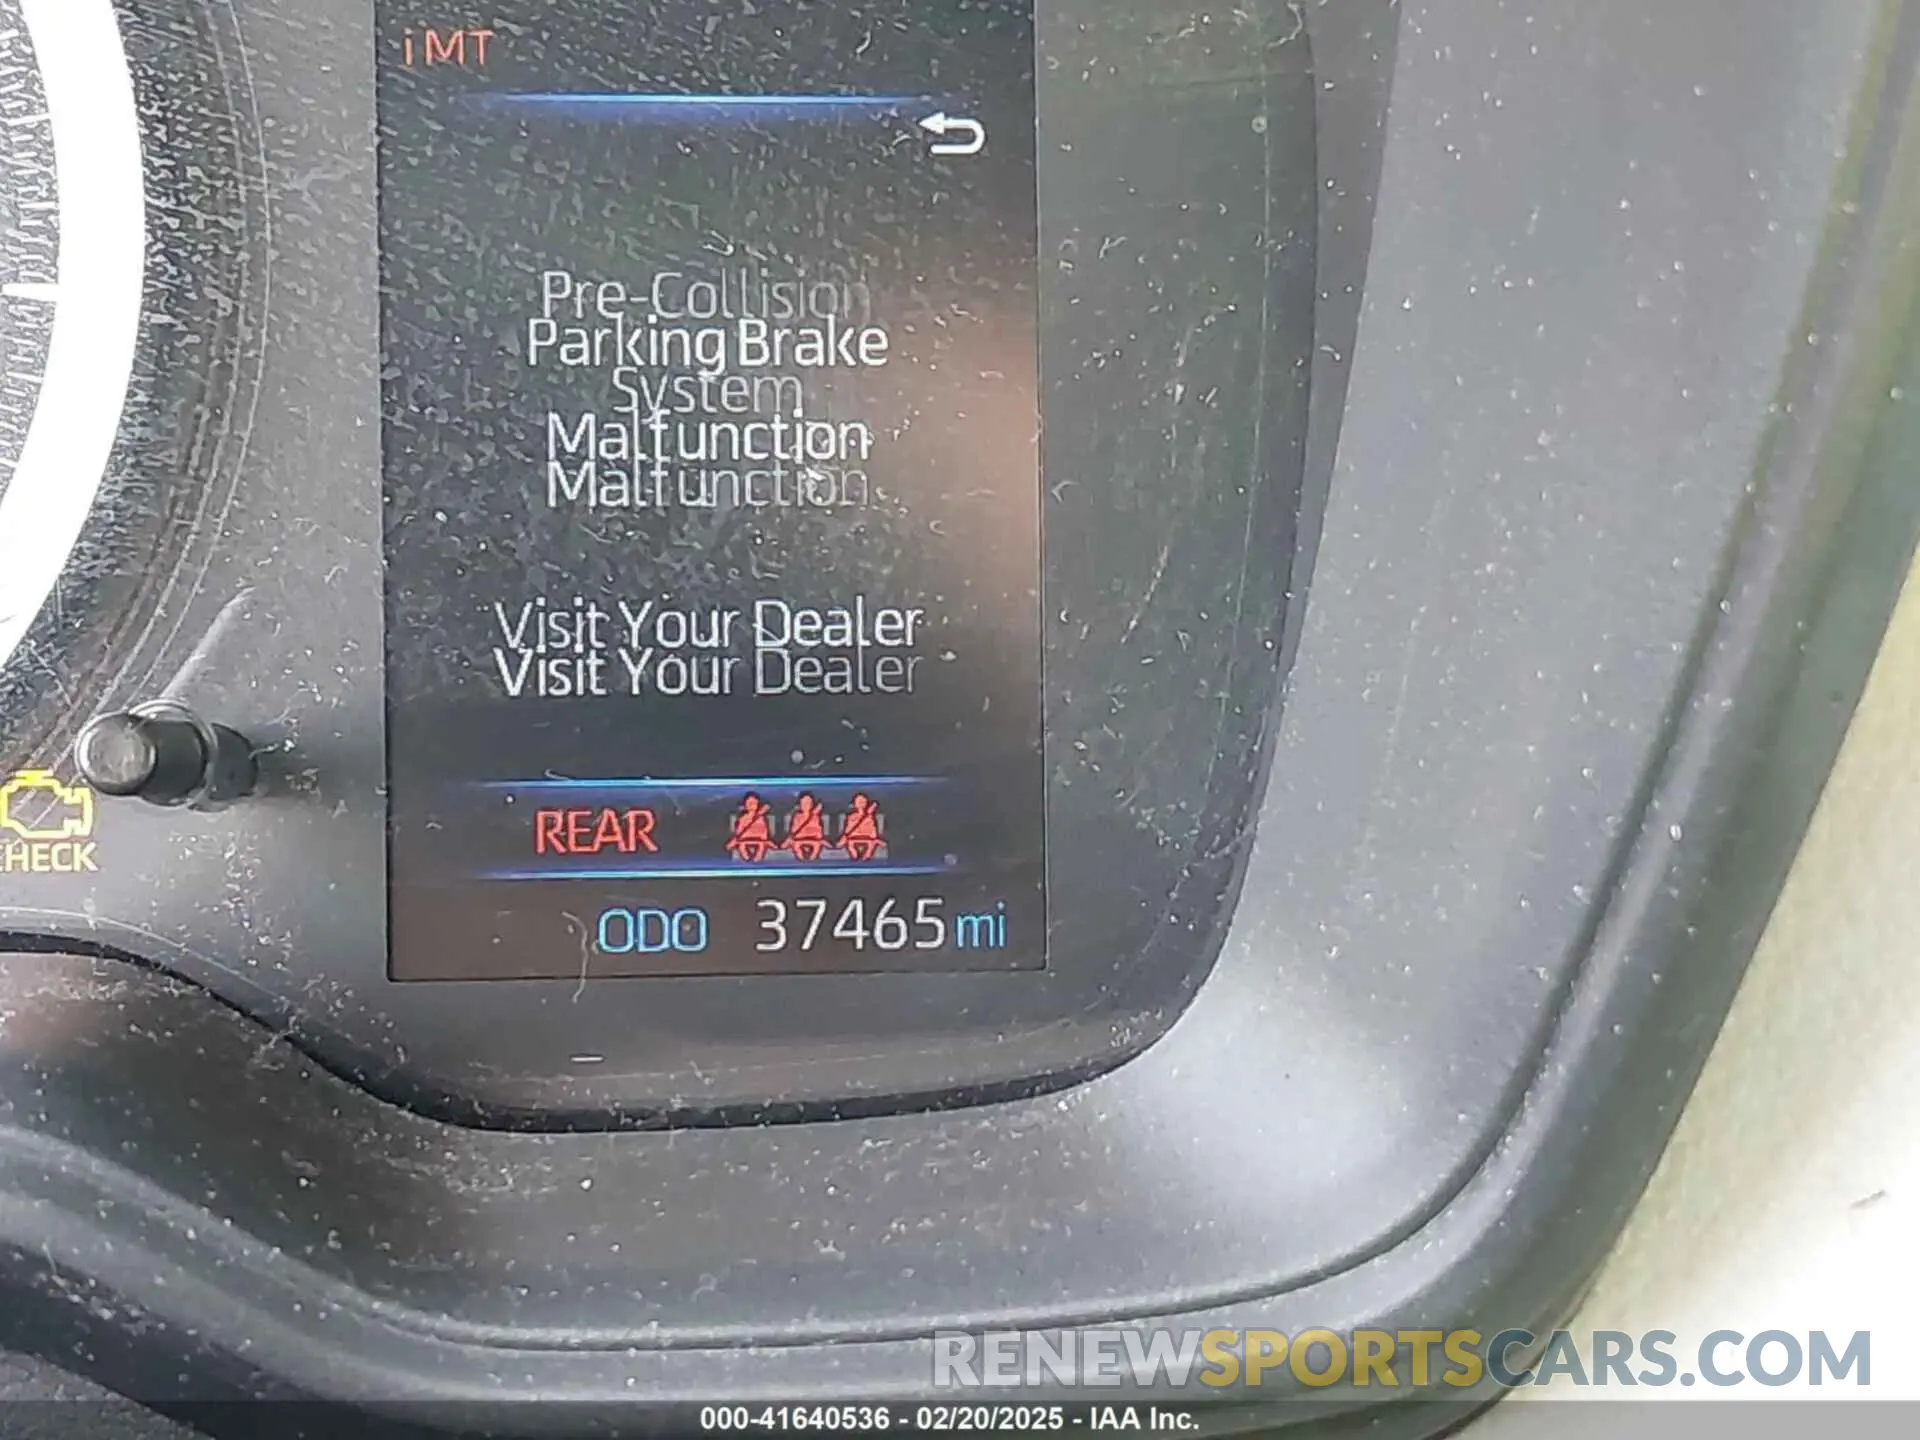 iMT
Pre-Collision
Parking Brake
System
Malfunction
Malfunction
Visit Your Dealer
Visit Your Dealer
REAR
CHECK
ODO 37465 mi
RENEWSPORTSCARS.COM
000-41640536 - 02/20/2025 - IAA Inc.